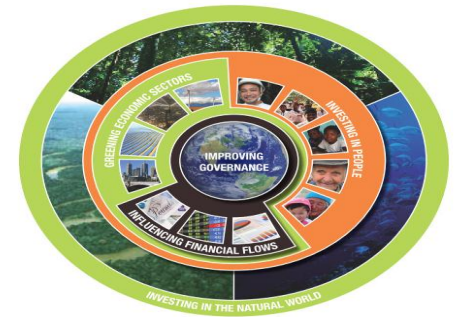 GREENING ECONOMIC SECTORS
INVESTING IN PEOPLE
IMPROVING
GOVERNANCE
INFLUENCING FINANCIAL FLOWS
INVESTING IN THE NATURAL WORLD